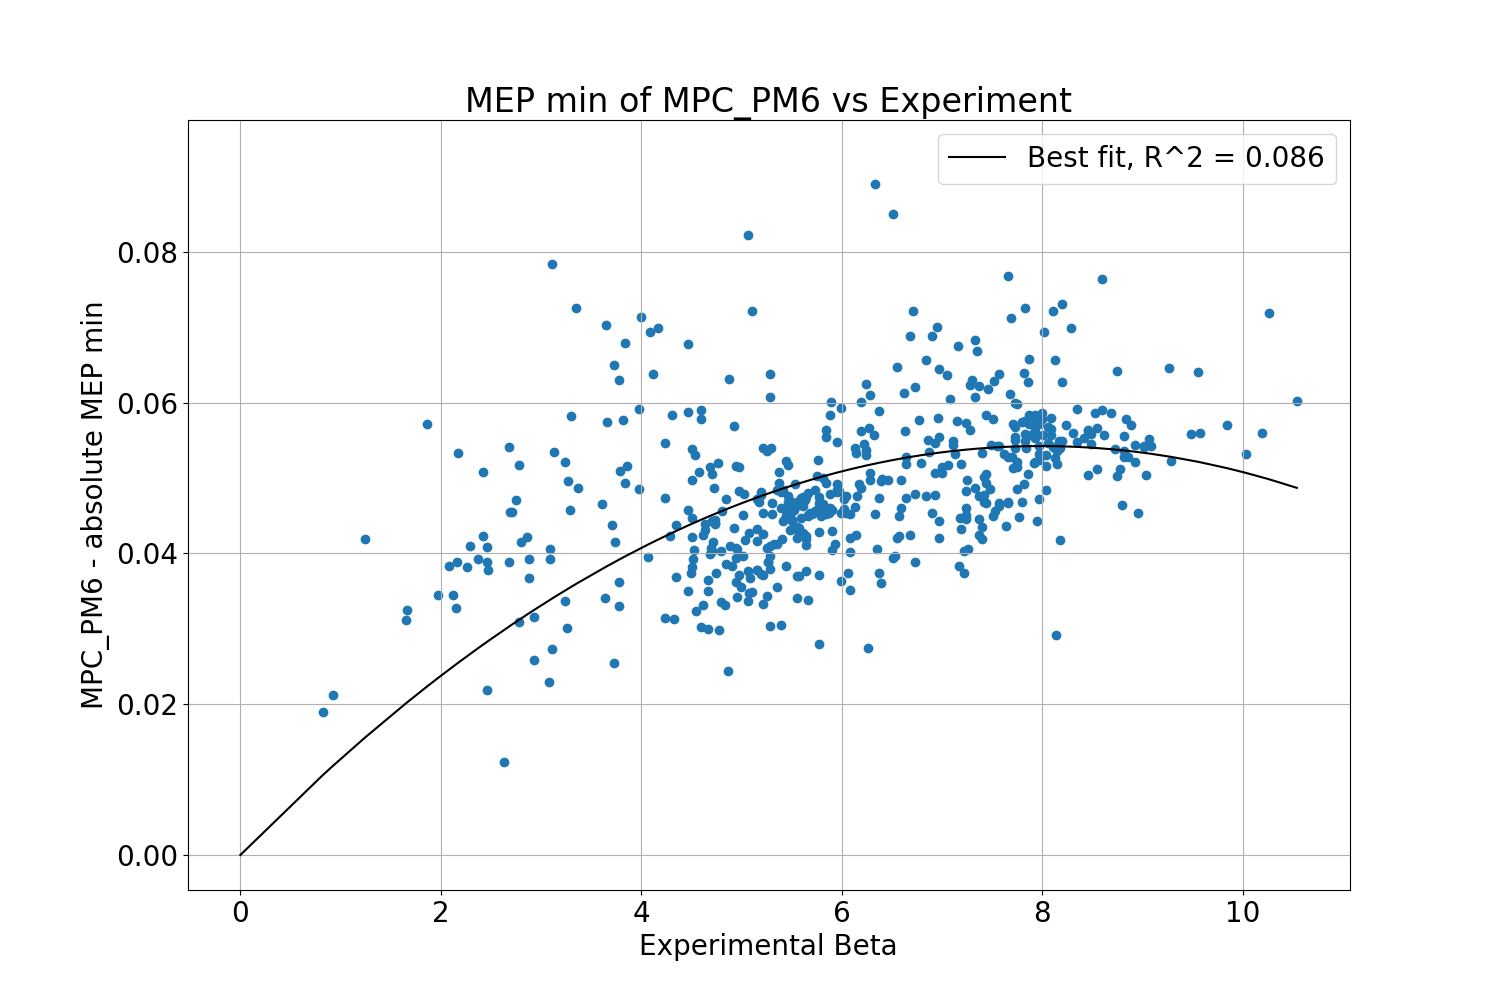 MEP min of MPC_PM6 vs Experiment
Best fit, R^2 = 0.086
MPC_PM6 - absolute MEP min
0.08
0.06
0.04
0.02
0.00
0 2 4 6 8 10
Experimental Beta